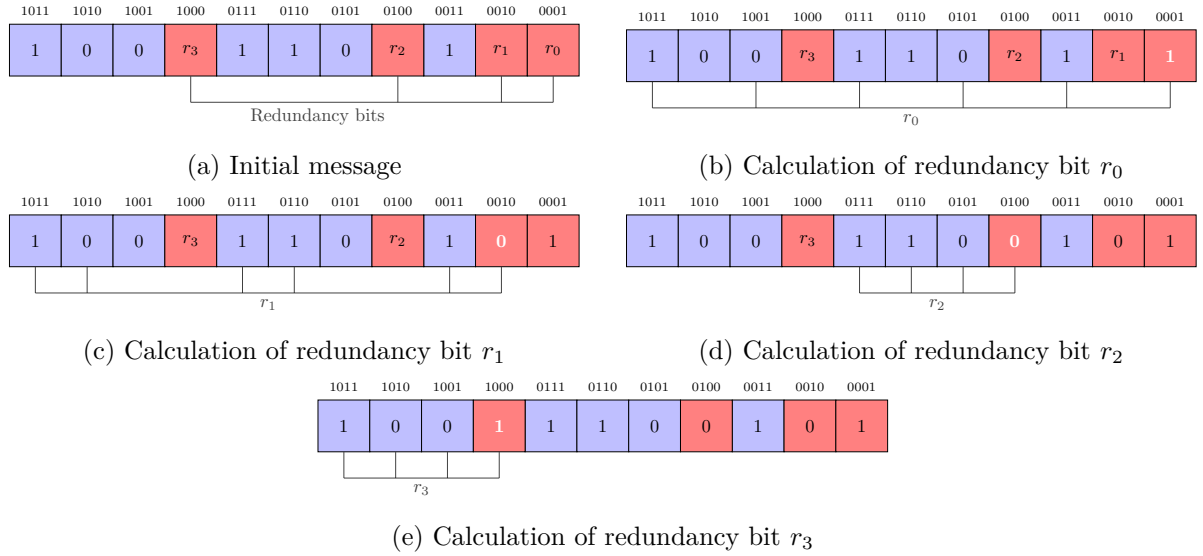 1011 1010 1001 1000 0111 0110 0101 0100 0011 0010 0001
1 0 0 r3 1 1 0 r2 1 r1 r0
Redundancy bits
(a) Initial message
1011 1010 1001 1000 0111 0110 0101 0100 0011 0010 0001
1 0 0 r3 1 1 0 r2 1 r1 1
r0
(b) Calculation of redundancy bit r0
1011 1010 1001 1000 0111 0110 0101 0100 0011 0010 0001
1 0 0 r3 1 1 0 r2 1 0 1
r1
(c) Calculation of redundancy bit r1
1011 1010 1001 1000 0111 0110 0101 0100 0011 0010 0001
1 0 0 r3 1 1 0 0 1 0 1
r2
(d) Calculation of redundancy bit r2
1011 1010 1001 1000 0111 0110 0101 0100 0011 0010 0001
1 0 0 1 1 1 0 0 1 0 1
r3
(e) Calculation of redundancy bit r3